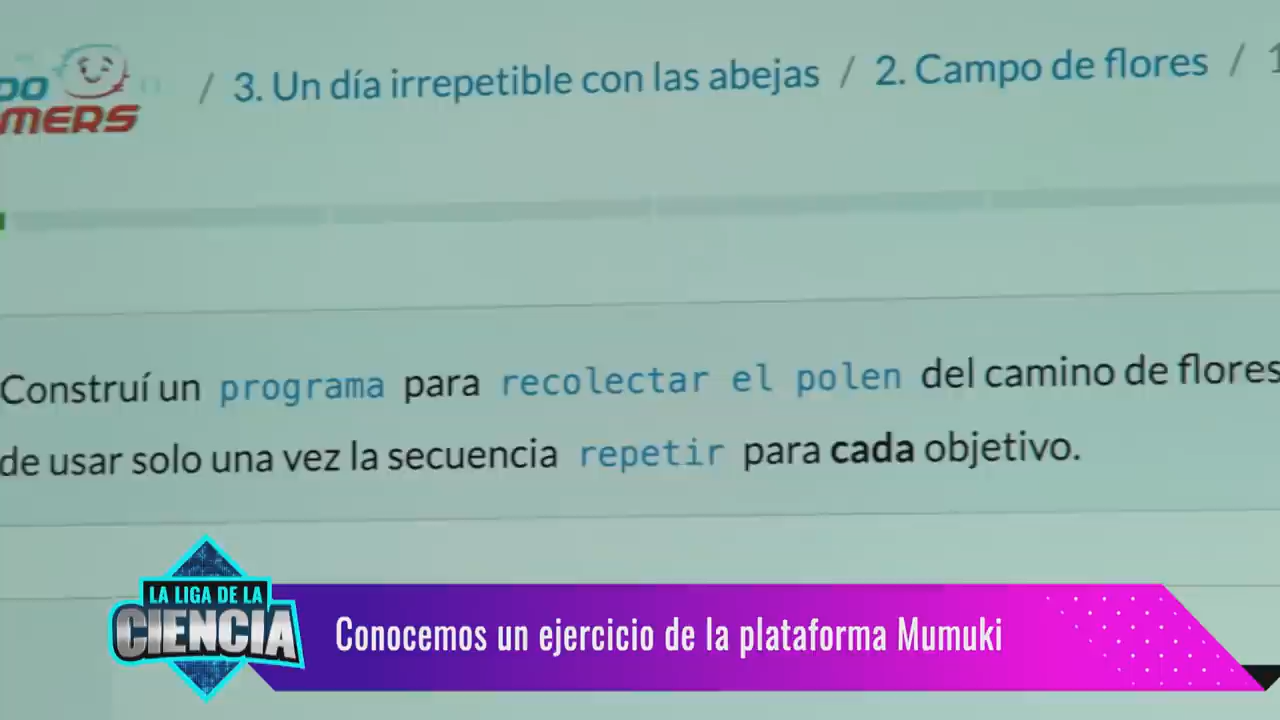 DO
MERS
/ 3. Un día irrepetible con las abejas / 2. Campo de flores / 1
Construí un programa para recolectar el polen del camino de flores
de usar solo una vez la secuencia repetir para cada objetivo.
LA LIGA DE LA
CIENCIA
Conocemos un ejercicio de la plataforma Mumuki